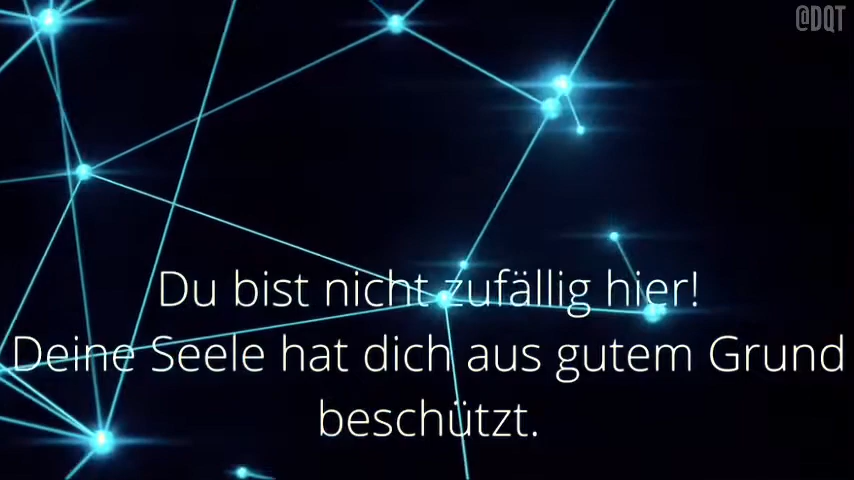 @DQT
Du bist nicht zufällig hier!
Deine Seele hat dich aus gutem Grund
beschützt.